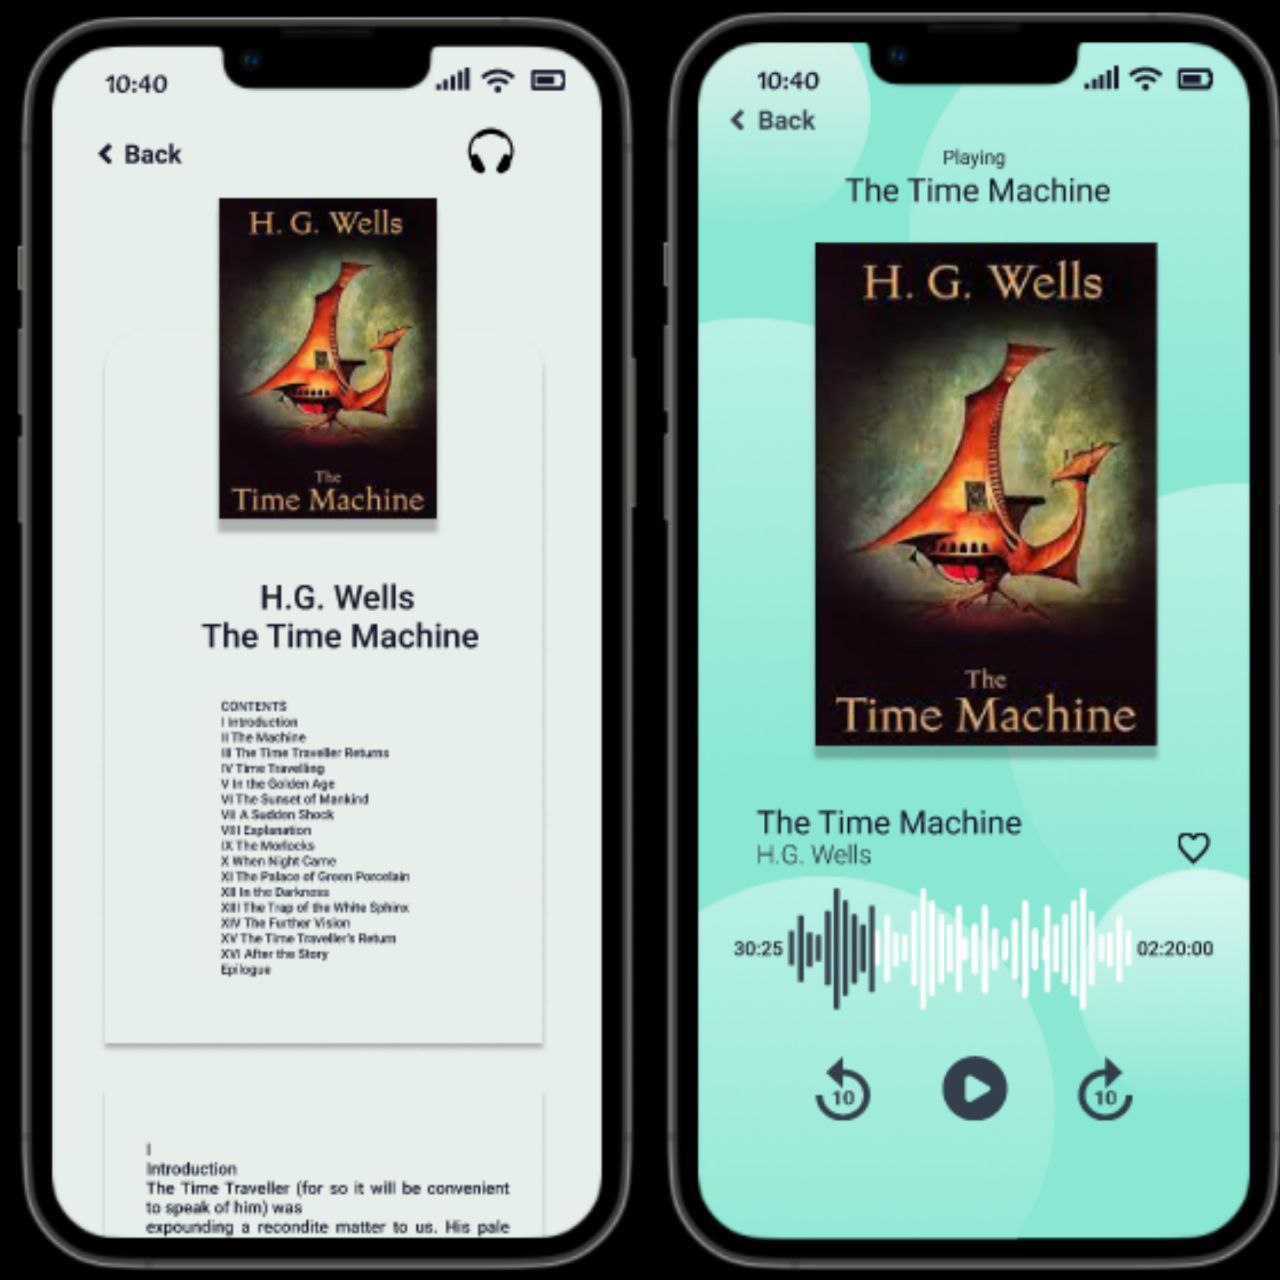 10:40
Back
H. G. Wells
The
Time Machine
H.G. Wells
The Time Machine
CONTENTS
I Introduction
II The Machine
III The Time Traveller Returns
IV Time Travelling
V In the Golden Age
VI The Sunset of Mankind
VII A Sudden Shock
VIII Explanation
IX The Morlocks
X When Night Came
XI The Palace of Green Porcelain
XII In the Darkness
XIII The Trap of the White Sphinx
XIV The Further Vision
XV The Time Traveller's Return
XVI After the Story
Epilogue
I
Introduction
The Time Traveller (for so it will be convenient
to speak of him) was
expounding a recondite matter to us. His pale
10:40
Back
Playing
The Time Machine
H. G. Wells
The
Time Machine
The Time Machine
H.G. Wells
30:25 02:20:00
10 10